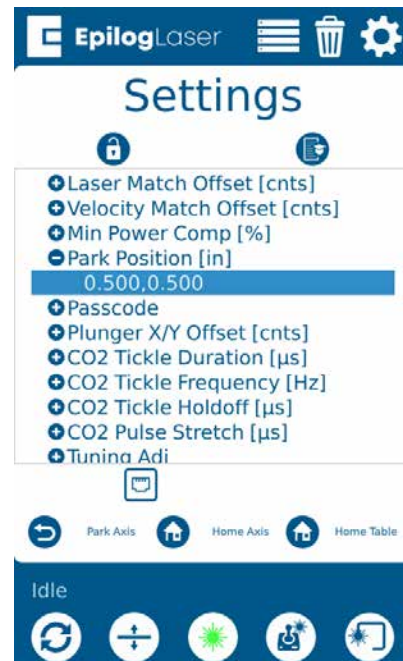 EpilogLaser
Settings
Laser Match Offset [cnts]
Velocity Match Offset [cnts]
Min Power Comp [%]
Park Position [in]
0.500,0.500
Passcode
Plunger X/Y Offset [cnts]
CO2 Tickle Duration [µs]
CO2 Tickle Frequency [Hz]
CO2 Tickle Holdoff [µs]
CO2 Pulse Stretch [µs]
Tuning Adj
Park Axis Home Axis Home Table
Idle